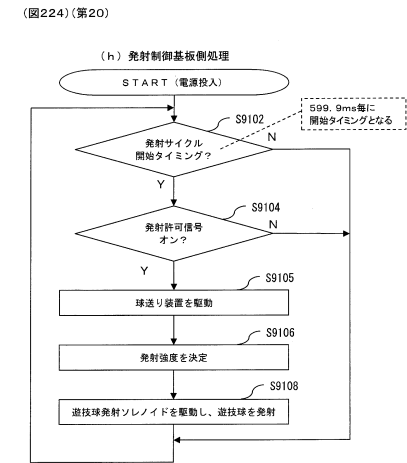 (図224)(第20)
(h)発射制御基板側処理
START(電源投入)
S9102
599.9ms毎に
開始タイミングとなる
発射サイクル
開始タイミング?
N
Y
S9104
発射許可信号
オン?
N
Y
S9105
球送り装置を駆動
S9106
発射強度を決定
S9108
遊技球発射ソレノイドを駆動し、遊技球を発射